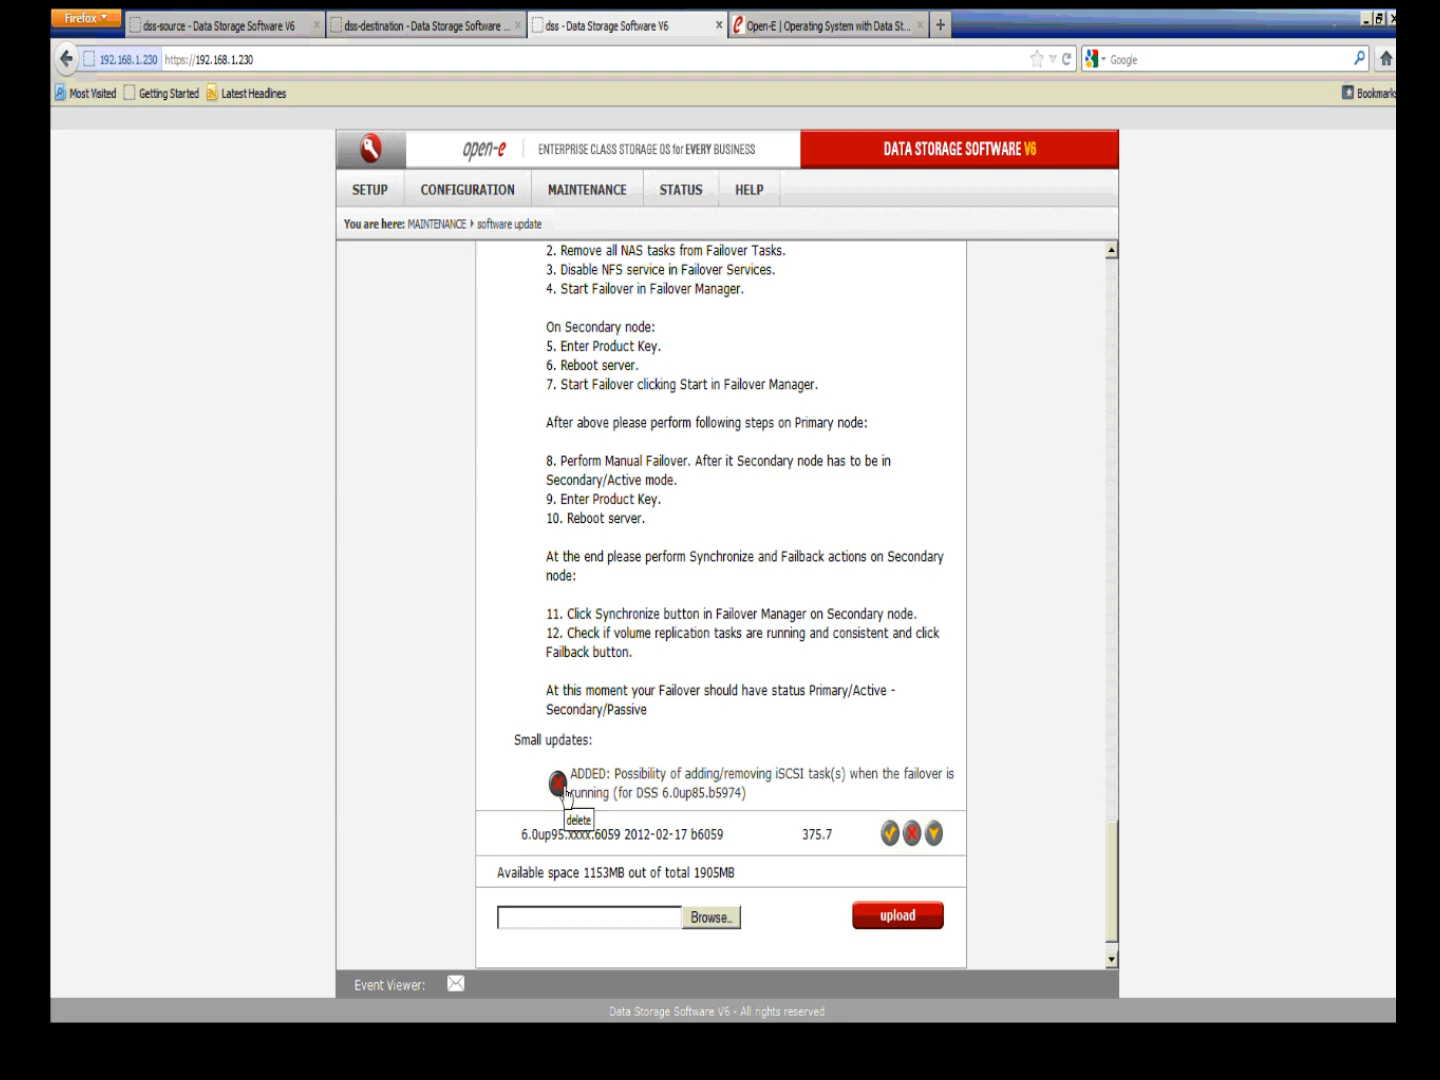 Firefox
dss-source - Data Storage Software V6
dss-destination - Data Storage Software ...
dss - Data Storage Software V6
Open-E | Operating System with Data St...
192.168.1.230 https://192.168.1.230
Google
Most Visited Getting Started Latest Headlines
Bookmark
open-e ENTERPRISE CLASS STORAGE OS for EVERY BUSINESS
DATA STORAGE SOFTWARE V6
SETUP CONFIGURATION MAINTENANCE STATUS HELP
You are here: MAINTENANCE software update
2. Remove all NAS tasks from Failover Tasks.
3. Disable NFS service in Failover Services.
4. Start Failover in Failover Manager.
On Secondary node:
5. Enter Product Key.
6. Reboot server.
7. Start Failover clicking Start in Failover Manager.
After above please perform following steps on Primary node:
8. Perform Manual Failover. After it Secondary node has to be in
Secondary/Active mode.
9. Enter Product Key.
10. Reboot server.
At the end please perform Synchronize and Failback actions on Secondary
node:
11. Click Synchronize button in Failover Manager on Secondary node.
12. Check if volume replication tasks are running and consistent and click
Failback button.
At this moment your Failover should have status Primary/Active -
Secondary/Passive
Small updates:
ADDED: Possibility of adding/removing iSCSI task(s) when the failover is
running (for DSS 6.0up85.b5974)
delete
6.0up95.xxxx.6059 2012-02-17 b6059 375.7
Available space 1153MB out of total 1905MB
Browse..
upload
Event Viewer:
Data Storage Software V6 - All rights reserved